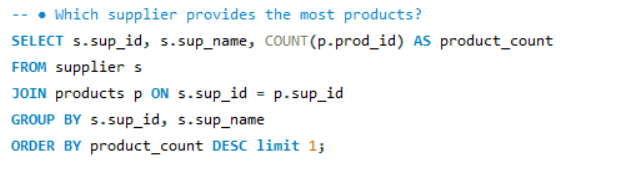 -- • Which supplier provides the most products?
SELECT s.sup_id, s.sup_name, COUNT(p.prod_id) AS product_count
FROM supplier s
JOIN products p ON s.sup_id = p.sup_id
GROUP BY s.sup_id, s.sup_name
ORDER BY product_count DESC limit 1;